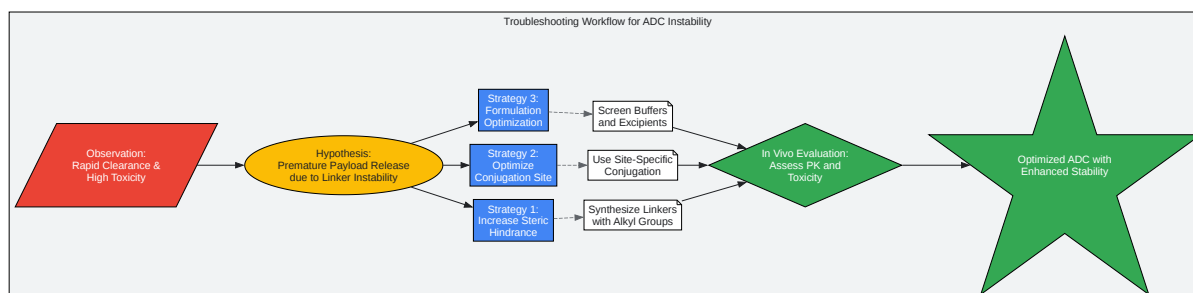 Troubleshooting Workflow for ADC Instability
Observation:
Rapid Clearance &
High Toxicity
Hypothesis:
Premature Payload Release
due to Linker Instability
Strategy 3:
Formulation
Optimization
Screen Buffers
and Excipients
Strategy 2:
Optimize
Conjugation Site
Use Site-Specific
Conjugation
Strategy 1:
Increase Steric
Hindrance
Synthesize Linkers
with Alkyl Groups
In Vivo Evaluation:
Assess PK and
Toxicity
Optimized ADC with
Enhanced Stability